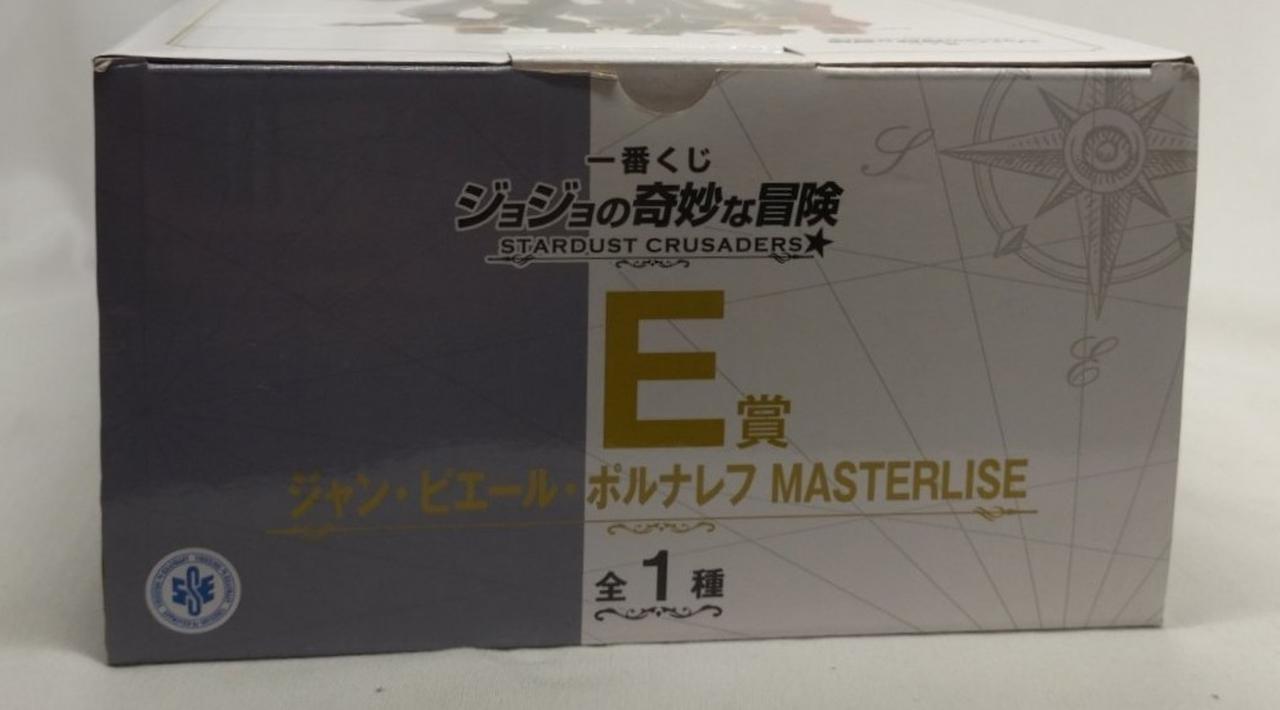 一番くじ
ジョジョの奇妙な冒険
STARDUST CRUSADERS★
S
E
E賞
ジャン・ピエール・ポルナレフ MASTERLISE
全1種